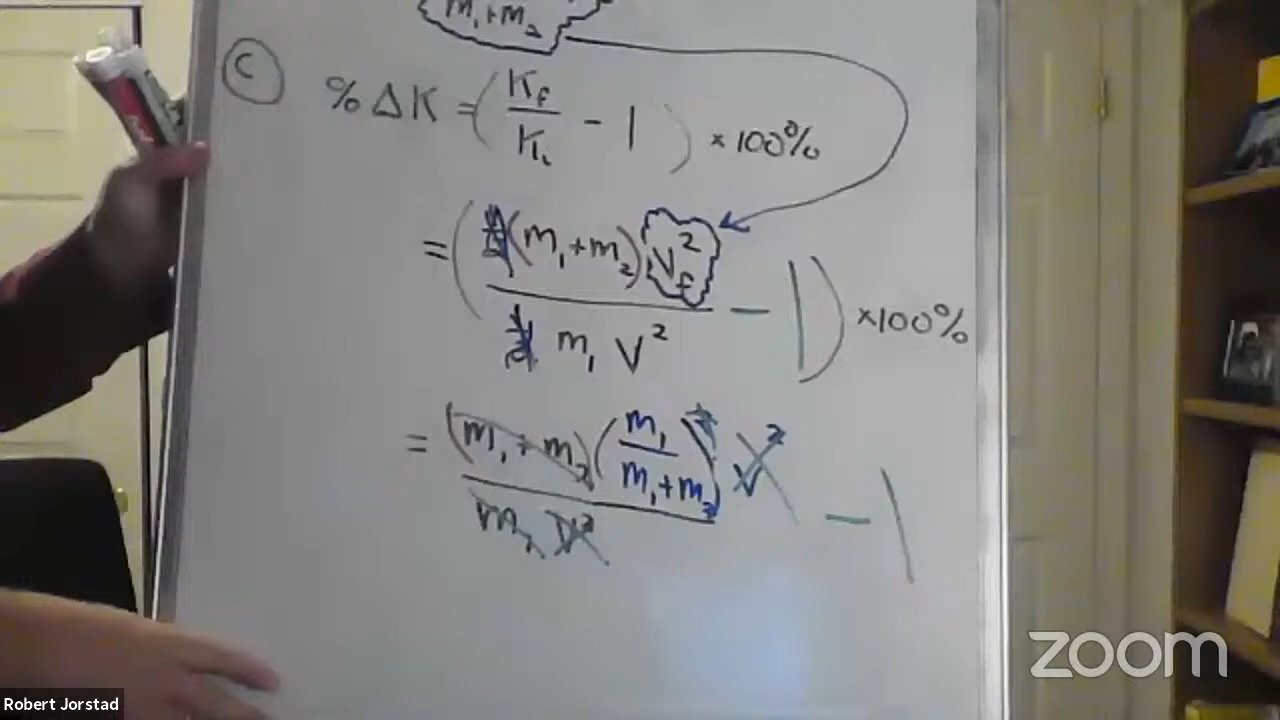 m₁+m₂
C
%ΔK = (K_f/K_i - 1) ×100%
= (½(m₁+m₂)v_f²/½ m₁ v² - 1) ×100%
= (m₁+m₂)(m₁/m₁+m₂)² v²/m₁ v² - 1
zoom
Robert Jorstad